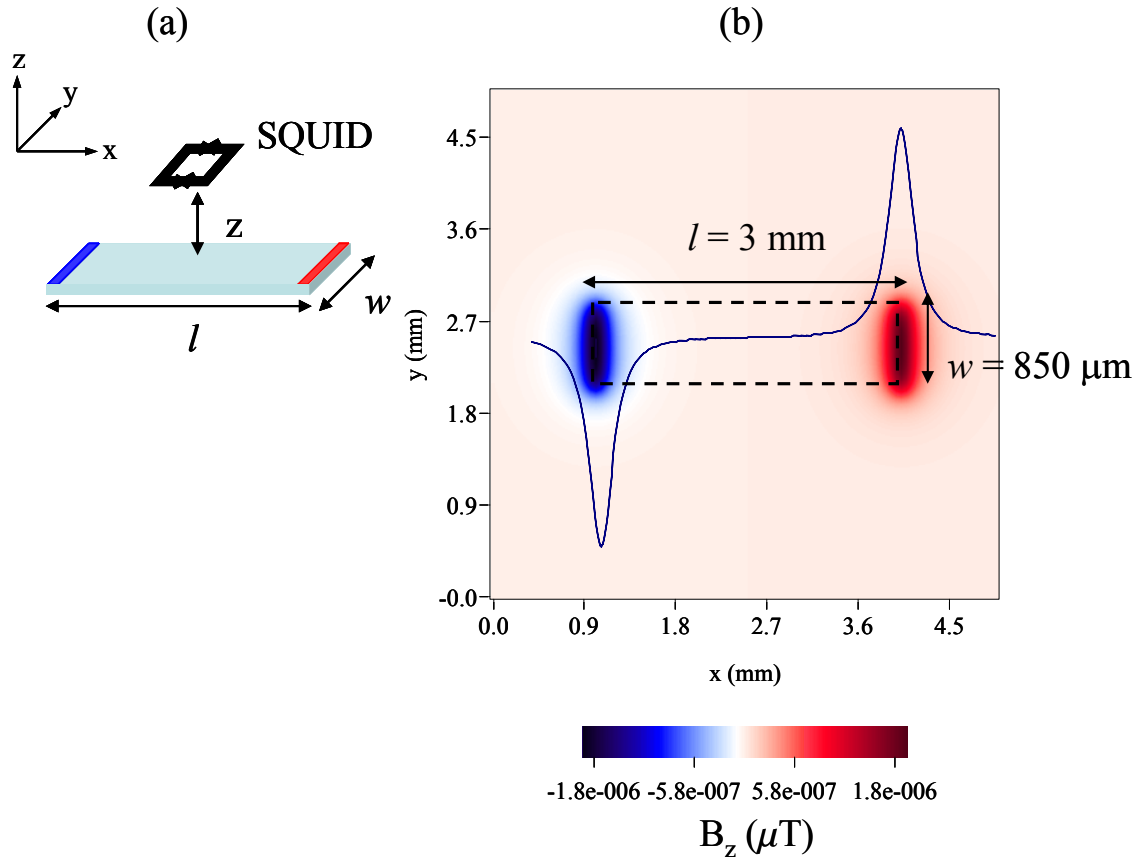 (a)
(b)
z
y
x
SQUID
z
w
l
4.5
3.6
2.7
1.8
0.9
-0.0
y (mm)
l = 3 mm
w = 850 μm
0.0 0.9 1.8 2.7 3.6 4.5
x (mm)
-1.8e-006 -5.8e-007 5.8e-007 1.8e-006
Bz (μT)